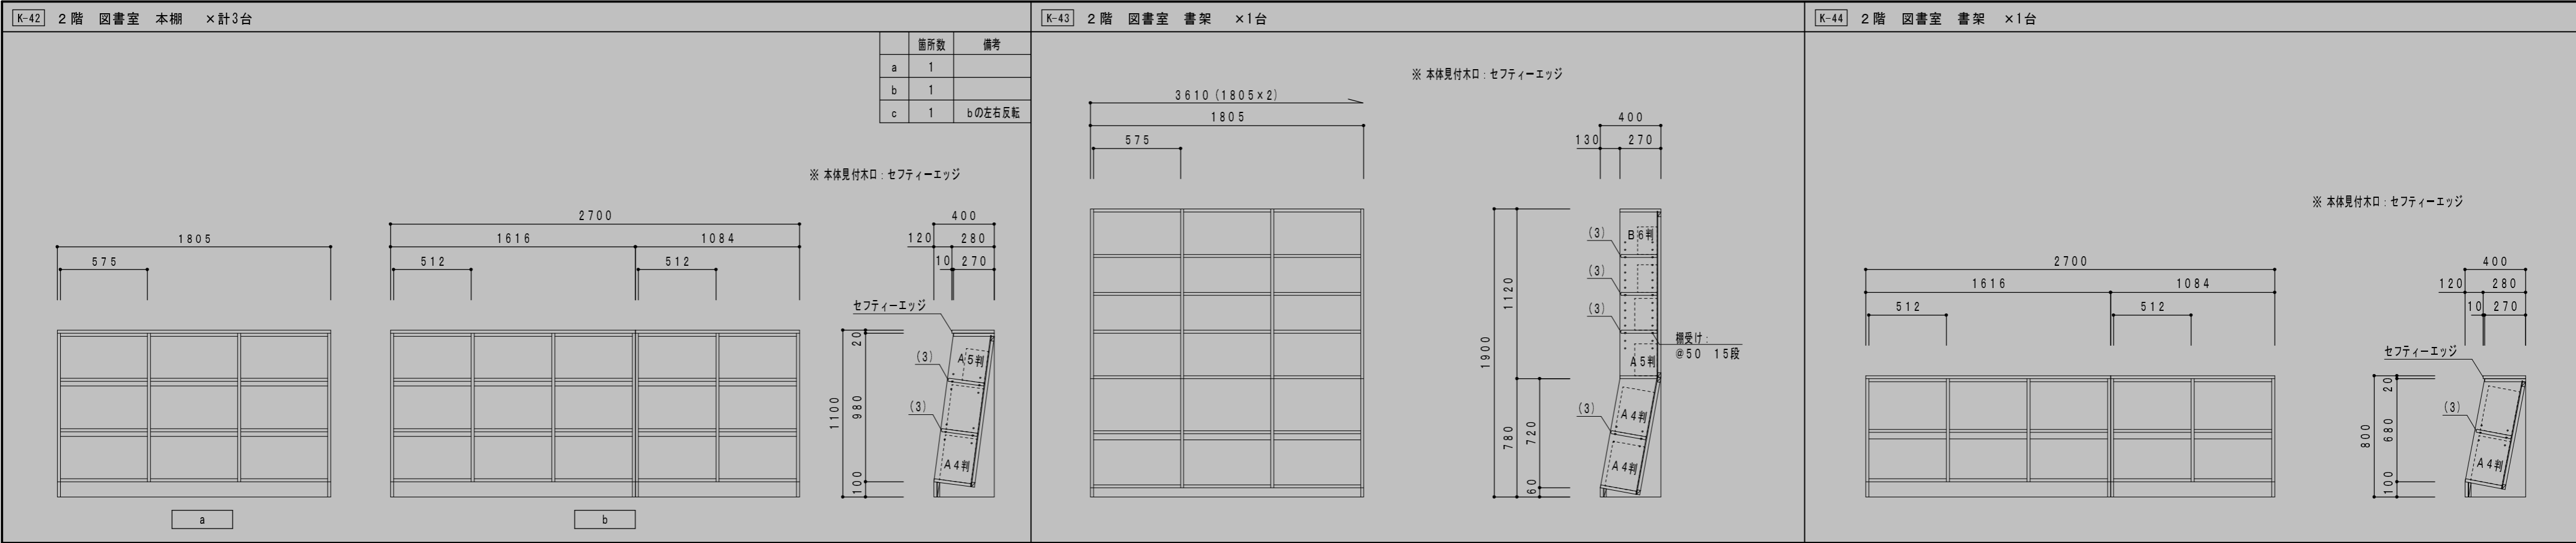 K-42 2階 図書室 本棚 ×計3台
箇所数 備考
a 1
b 1
c 1 bの左右反転
※ 本体見付木口：セフティーエッジ
1805
575
2700
1616 1084
512 512
400
120 280
10 270
セフティーエッジ
(3)
(3)
A5判
A4判
20
980
1100
100
a
b
K-43 2階 図書室 書架 ×1台
※ 本体見付木口：セフティーエッジ
3610(1805×2)
1805
575
400
130 270
1900
1120
780
720
60
(3)
(3)
(3)
(3)
B6判
A5判
A4判
A4判
棚受け：
@50 15段
K-44 2階 図書室 書架 ×1台
※ 本体見付木口：セフティーエッジ
2700
1616 1084
512 512
400
120 280
10 270
セフティーエッジ
(3)
A4判
20
680
800
100